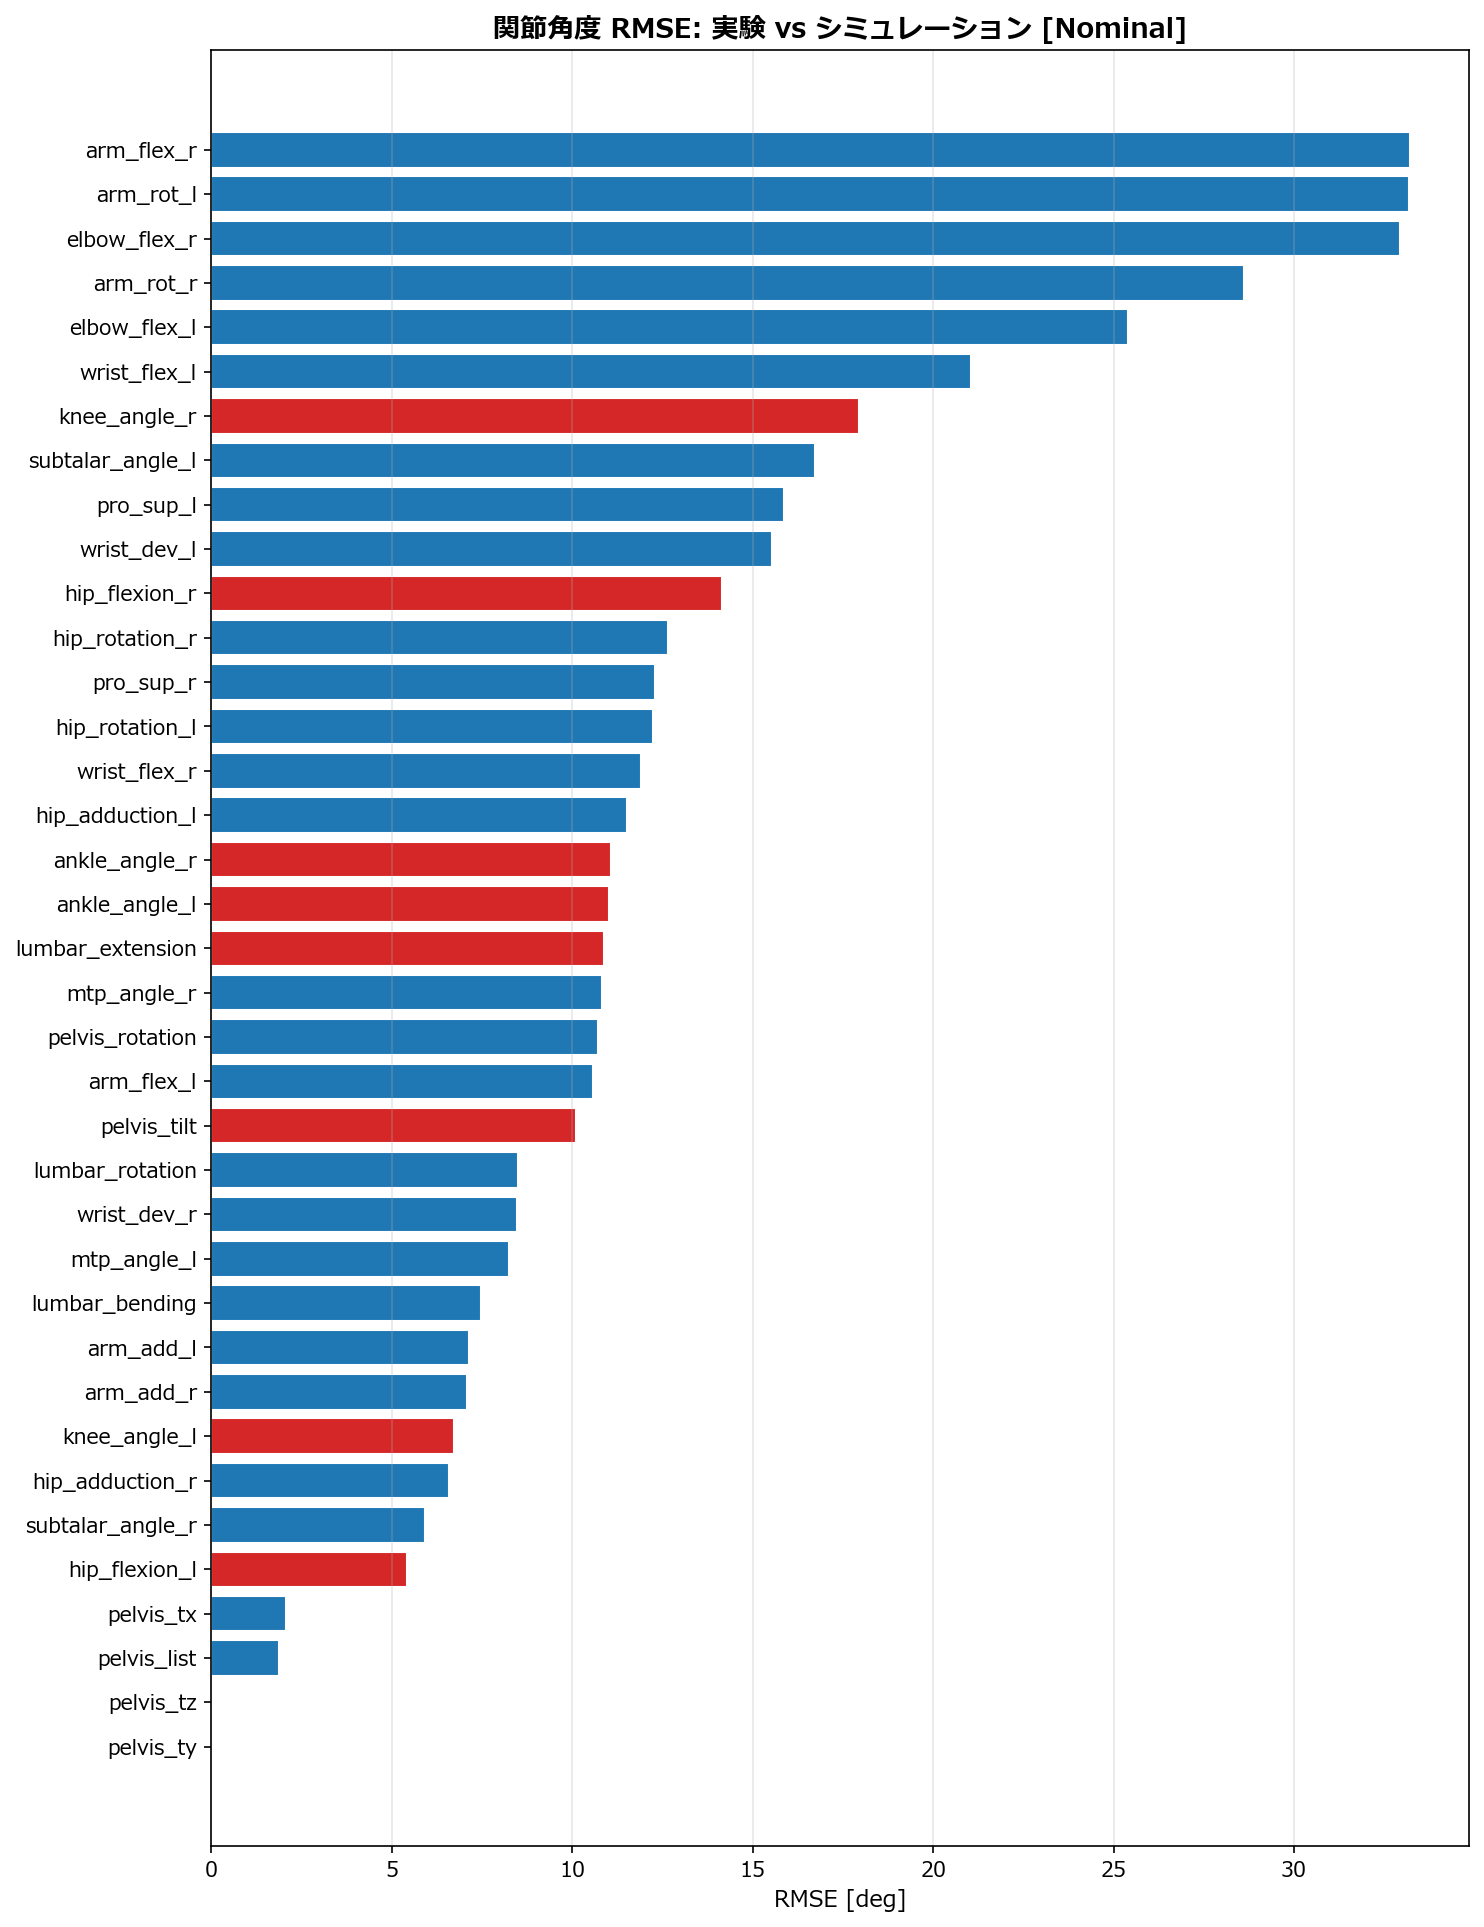 関節角度 RMSE: 実験 vs シミュレーション [Nominal]
arm_flex_r
arm_rot_l
elbow_flex_r
arm_rot_r
elbow_flex_l
wrist_flex_l
knee_angle_r
subtalar_angle_l
pro_sup_l
wrist_dev_l
hip_flexion_r
hip_rotation_r
pro_sup_r
hip_rotation_l
wrist_flex_r
hip_adduction_l
ankle_angle_r
ankle_angle_l
lumbar_extension
mtp_angle_r
pelvis_rotation
arm_flex_l
pelvis_tilt
lumbar_rotation
wrist_dev_r
mtp_angle_l
lumbar_bending
arm_add_l
arm_add_r
knee_angle_l
hip_adduction_r
subtalar_angle_r
hip_flexion_l
pelvis_tx
pelvis_list
pelvis_tz
pelvis_ty
0 5 10 15 20 25 30
RMSE [deg]